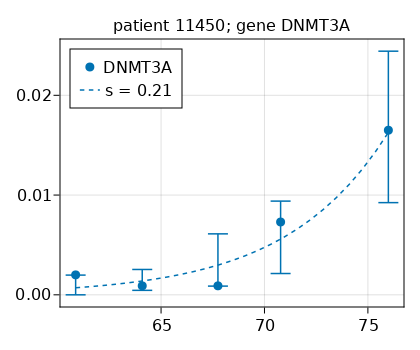 patient 11450; gene DNMT3A
DNMT3A
s = 0.21
0.02
0.01
0.00
65
70
75